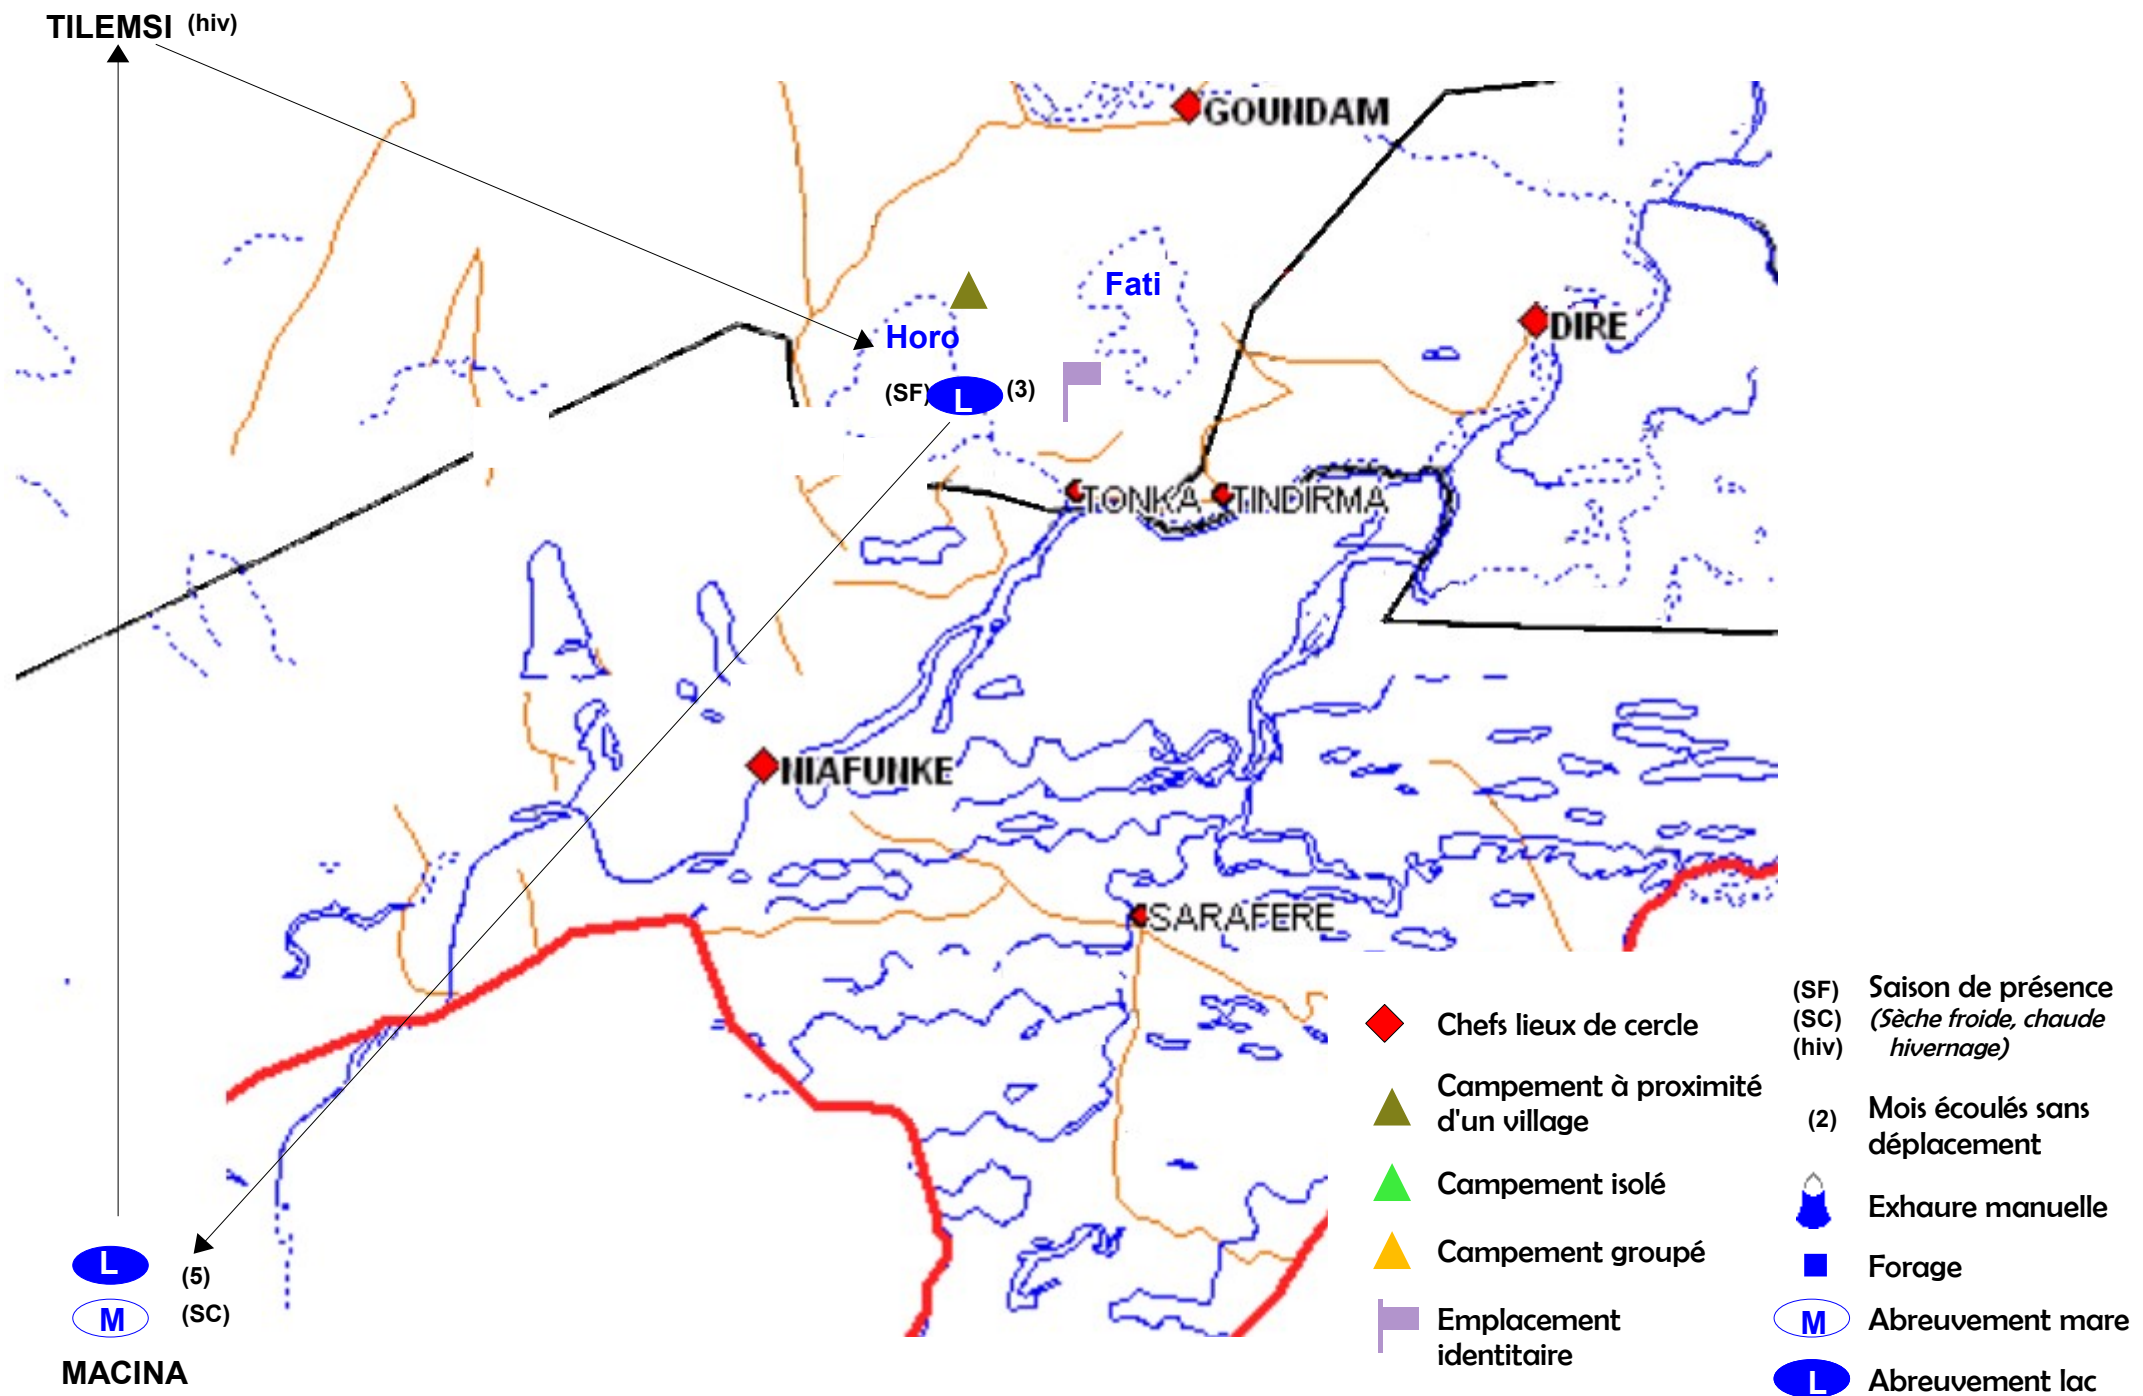 TILEMSI (hiv)
GOUNDAM
Fati
DIRE
Horo
(SF) L (3)
TONKA
TINDIRMA
NIAFUNKE
SARAFERE
L
(5)
M
(SC)
MACINA
Chefs lieux de cercle
Campement à proximité
d'un village
Campement isolé
Campement groupé
Emplacement
identitaire
(SF) Saison de présence
(SC) (Sèche froide, chaude
(hiv) hivernage)
(2) Mois écoulés sans
déplacement
Exhaure manuelle
Forage
M Abreuvement mare
L Abreuvement lac